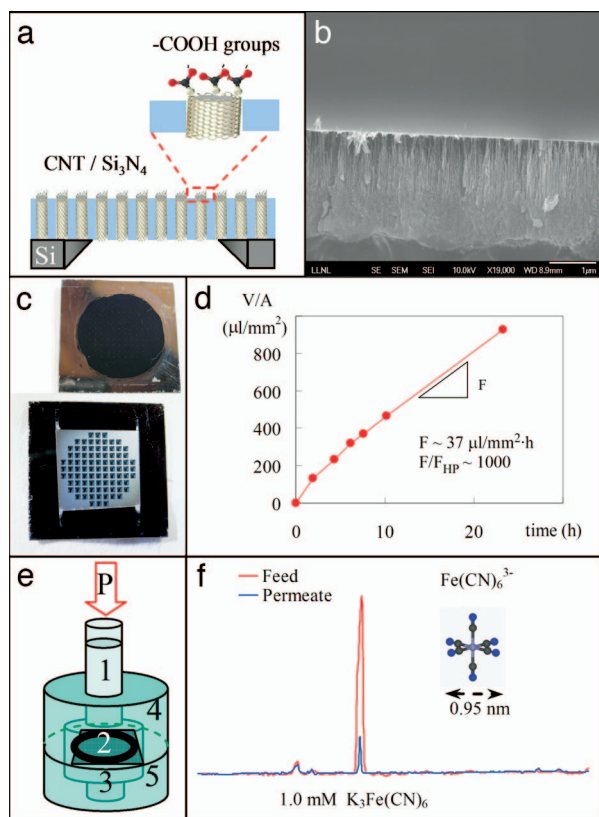 a
-COOH groups
CNT / Si3N4
Si
b
LLNL SE SEM SEI 10.0kV X19,000 WD 8.9mm 1μm
c
d
V/A
(μl/mm²)
800
600
400
200
0
0
10
20
time (h)
F
F ~ 37 μl/mm²·h
F/FHP ~ 1000
e
P
1
2
3
4
5
f
Feed
Permeate
Fe(CN)6³⁻
0.95 nm
1.0 mM K3Fe(CN)6